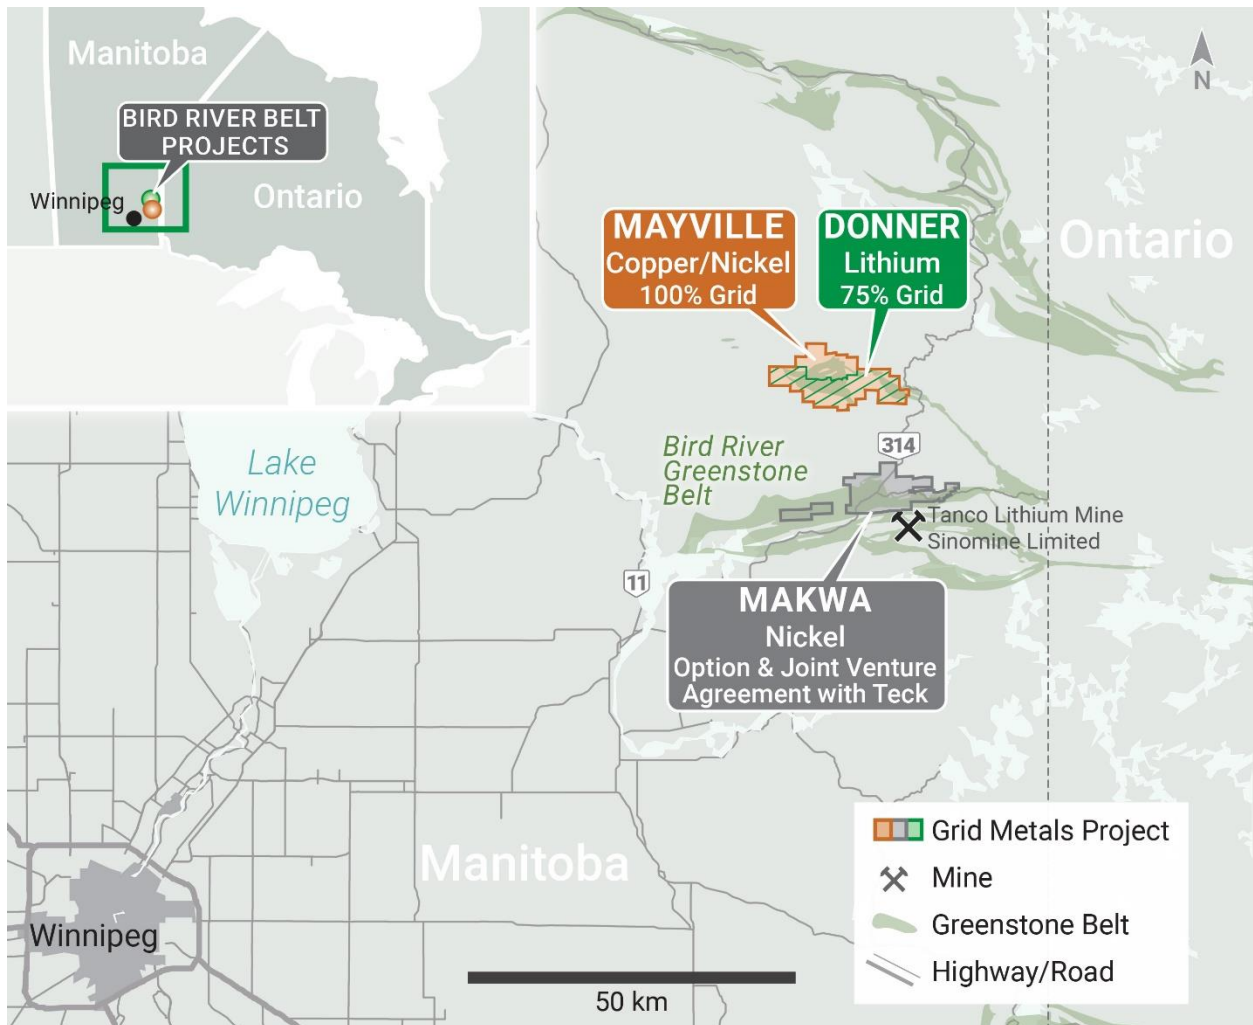 Manitoba
BIRD RIVER BELT
PROJECTS
Winnipeg
Ontario
N
MAYVILLE
Copper/Nickel
100% Grid
DONNER
Lithium
75% Grid
Ontario
314
Bird River
Greenstone
Belt
Lake
Winnipeg
Tanco Lithium Mine
Sinomine Limited
11
MAKWA
Nickel
Option & Joint Venture
Agreement with Teck
Manitoba
Winnipeg
Grid Metals Project
Mine
Greenstone Belt
Highway/Road
50 km